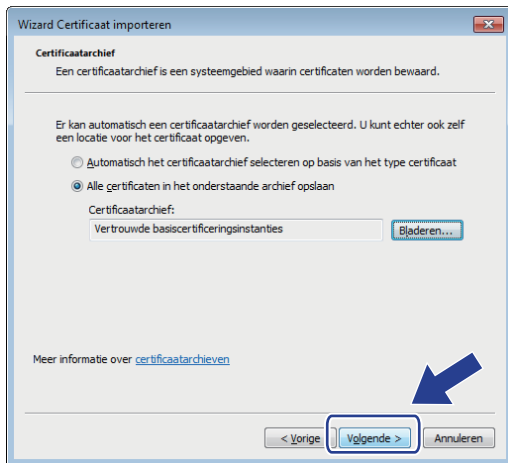 Wizard Certificaat importeren
Certificaatarchief
Een certificaatarchief is een systeemgebied waarin certificaten worden bewaard.
Er kan automatisch een certificaatarchief worden geselecteerd. U kunt echter ook zelf
een locatie voor het certificaat opgeven.
Automatisch het certificaatarchief selecteren op basis van het type certificaat
Alle certificaten in het onderstaande archief opslaan
Certificaatarchief:
Vertrouwde basiscertificeringsinstanties
Bladeren...
Meer informatie over certificaatarchieven
< Vorige
Volgende >
Annuleren